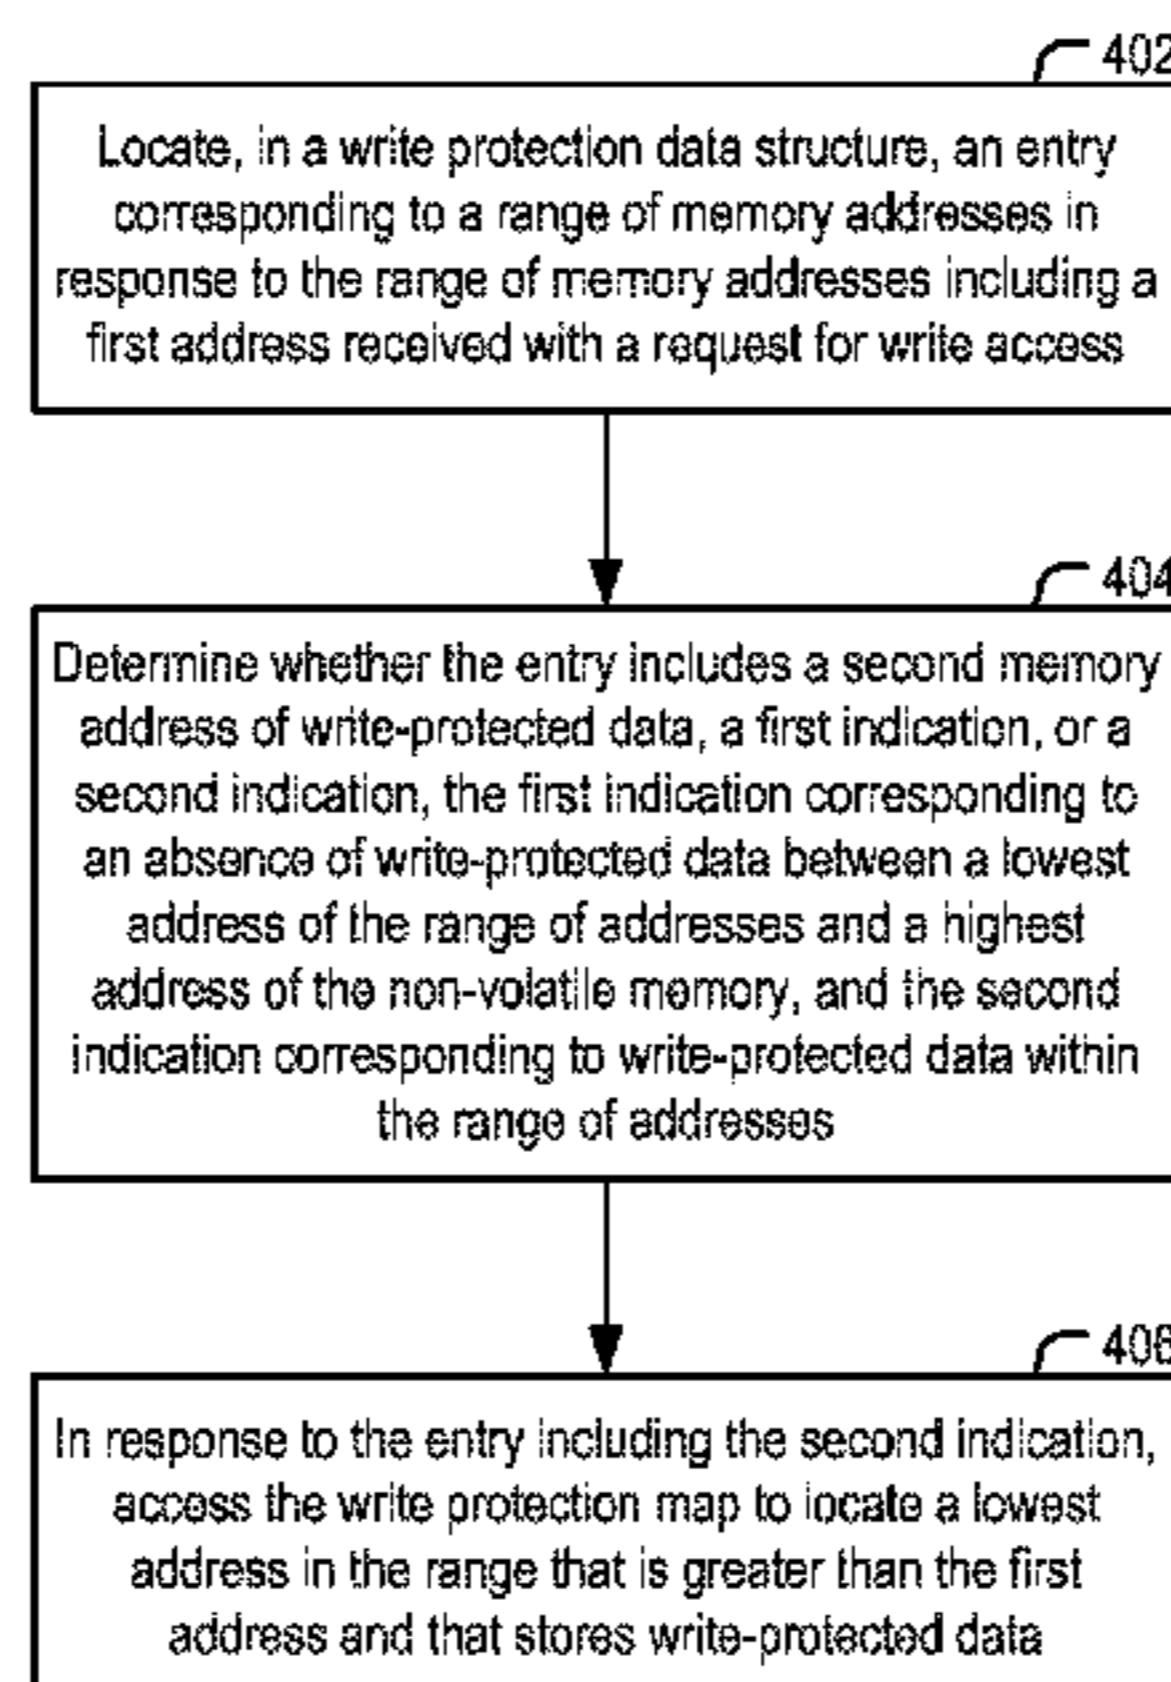 402
Locate, in a write protection data structure, an entry
corresponding to a range of memory addresses in
response to the range of memory addresses including a
first address received with a request for write access
404
Determine whether the entry includes a second memory
address of write-protected data, a first indication, or a
second indication, the first indication corresponding to
an absence of write-protected data between a lowest
address of the range of addresses and a highest
address of the non-volatile memory, and the second
indication corresponding to write-protected data within
the range of addresses
406
In response to the entry including the second indication,
access the write protection map to locate a lowest
address in the range that is greater than the first
address and that stores write-protected data